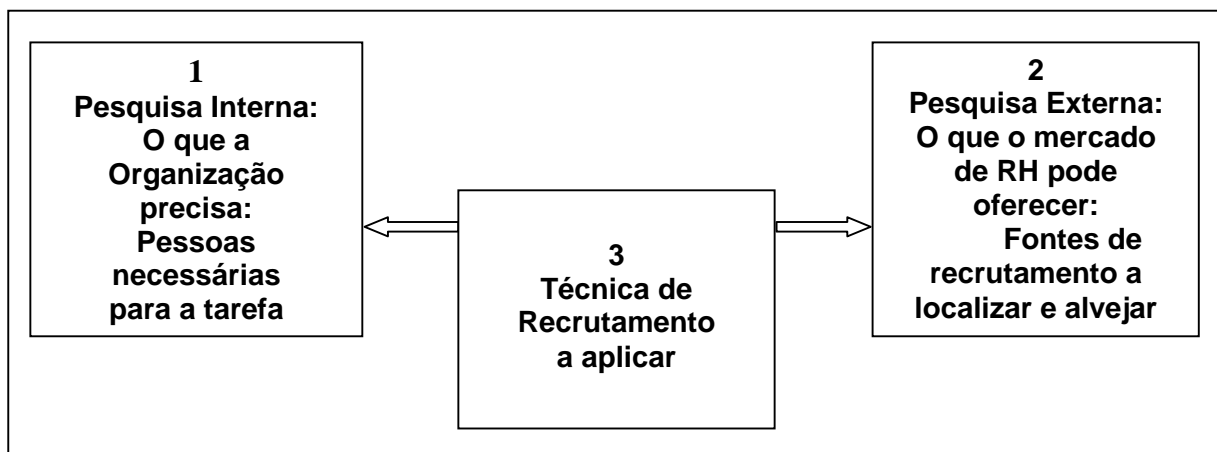 1
Pesquisa Interna:
O que a
Organização
precisa:
Pessoas
necessárias
para a tarefa
3
Técnica de
Recrutamento
a aplicar
2
Pesquisa Externa:
O que o mercado
de RH pode
oferecer:
Fontes de
recrutamento a
localizar e alvejar